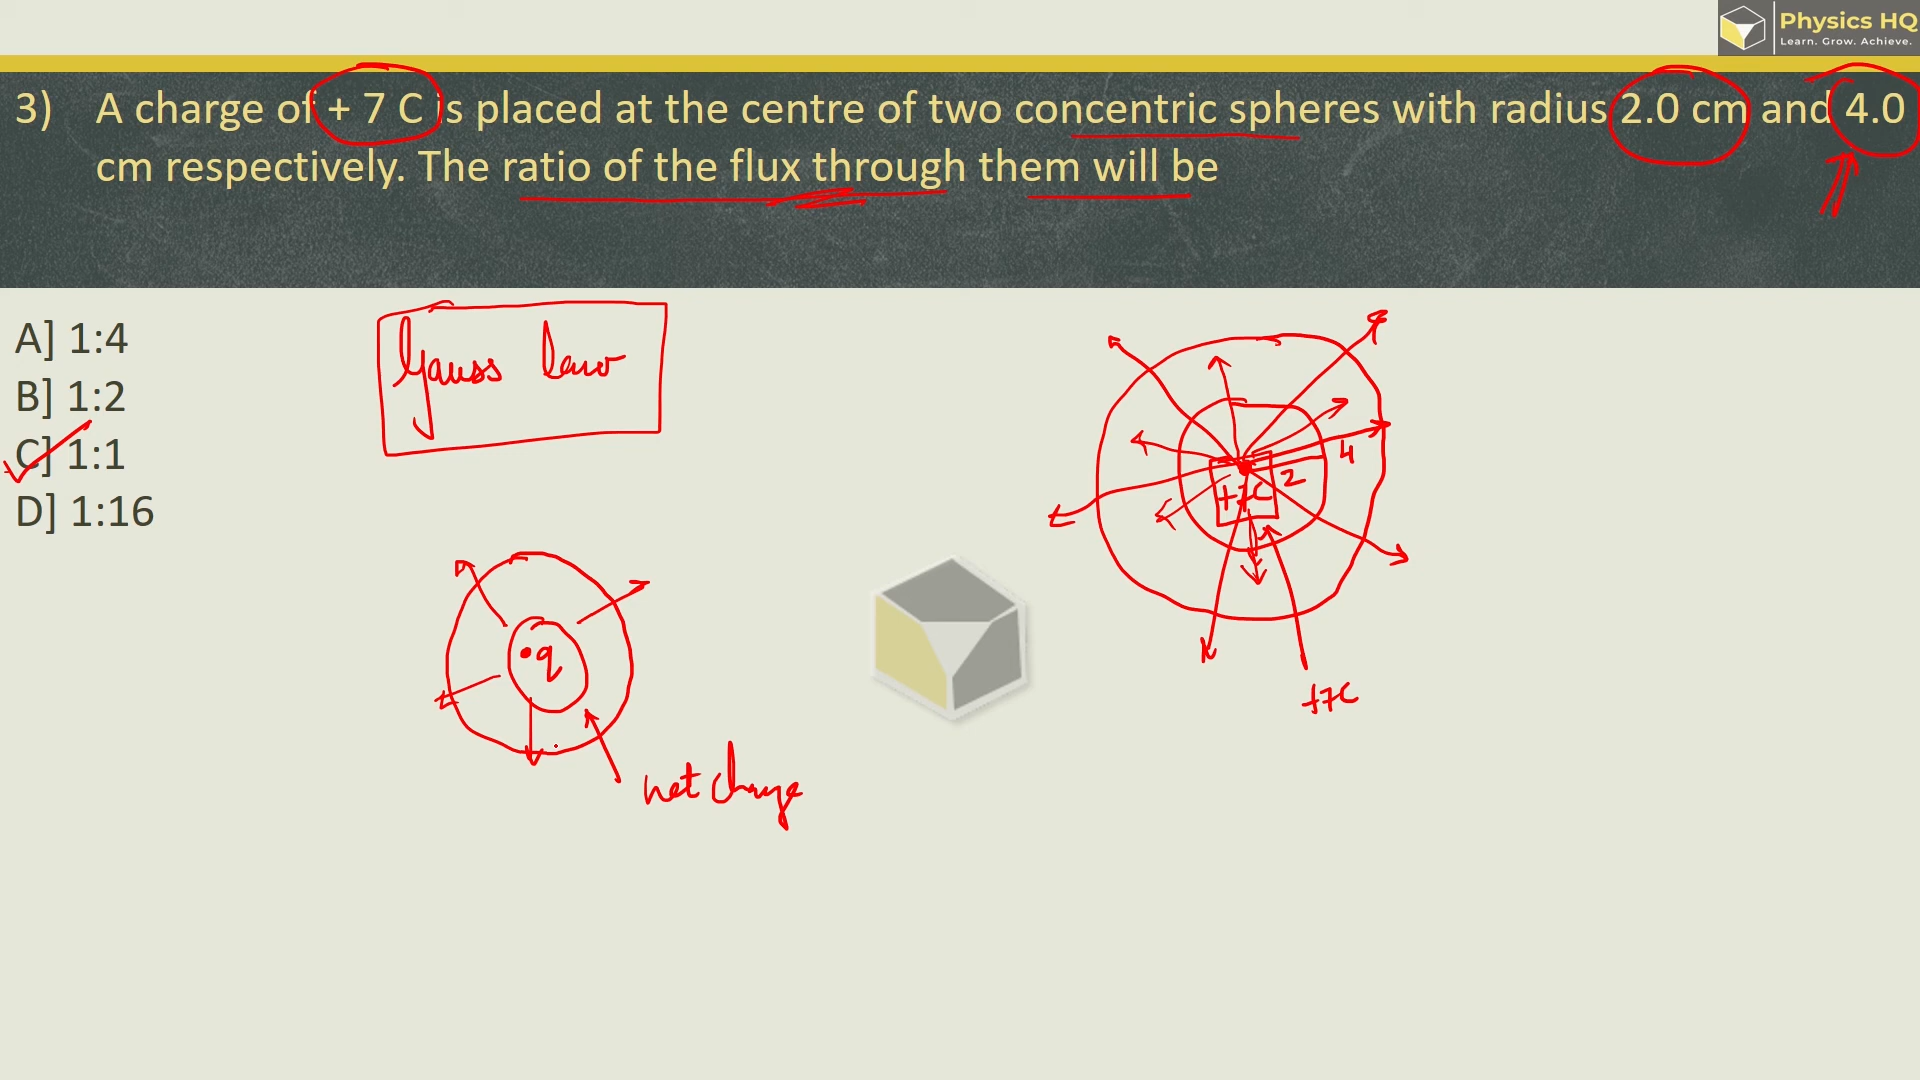 Physics HQ
Learn. Grow. Achieve.
3) A charge of + 7 C is placed at the centre of two concentric spheres with radius 2.0 cm and 4.0
cm respectively. The ratio of the flux through them will be
A] 1:4
B] 1:2
C] 1:1
D] 1:16
Gauss law
4
2
+7C
+7C
q
net charge